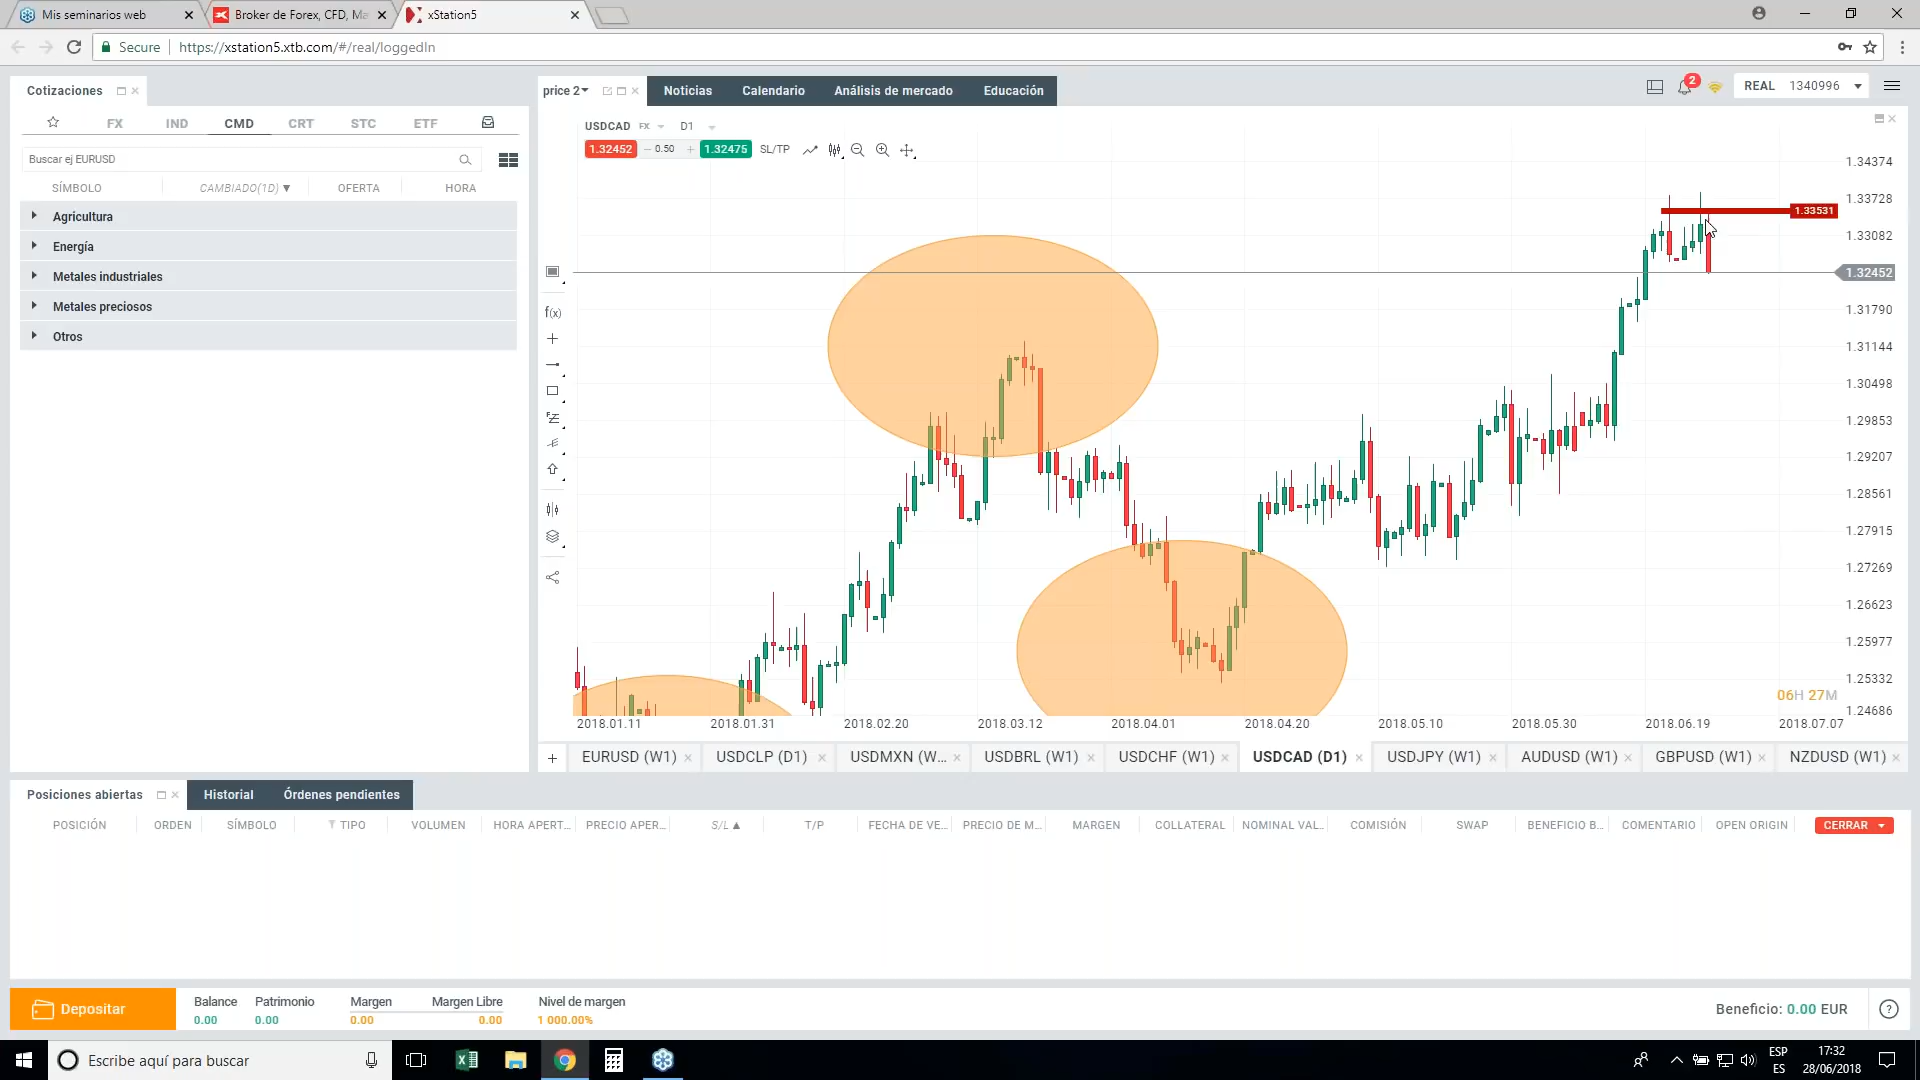 Mis seminarios web
Broker de Forex, CFD, Ma
xStation5
Secure
https://xstation5.xtb.com/#/real/loggedIn
Cotizaciones
price 2
Noticias
Calendario
Análisis de mercado
Educación
2
REAL 1340996
FX
IND
CMD
CRT
STC
ETF
Buscar ej EURUSD
SÍMBOLO
CAMBIADO(1D) ▼
OFERTA
HORA
Agricultura
Energía
Metales industriales
Metales preciosos
Otros
USDCAD FX D1
1.32452
– 0.50 +
1.32475
SL/TP
f(x)
1.34374
1.33728
1.33531
1.33082
1.32452
1.31790
1.31144
1.30498
1.29853
1.29207
1.28561
1.27915
1.27269
1.26623
1.25977
1.25332
1.24686
06H 27M
2018.01.11
2018.01.31
2018.02.20
2018.03.12
2018.04.01
2018.04.20
2018.05.10
2018.05.30
2018.06.19
2018.07.07
EURUSD (W1)
USDCLP (D1)
USDMXN (W...
USDBRL (W1)
USDCHF (W1)
USDCAD (D1)
USDJPY (W1)
AUDUSD (W1)
GBPUSD (W1)
NZDUSD (W1)
Posiciones abiertas
Historial
Órdenes pendientes
POSICIÓN
ORDEN
SÍMBOLO
TIPO
VOLUMEN
HORA APERT...
PRECIO APER...
S/L ▲
T/P
FECHA DE VE...
PRECIO DE M...
MARGEN
COLLATERAL
NOMINAL VAL...
COMISIÓN
SWAP
BENEFICIO B...
COMENTARIO
OPEN ORIGIN
CERRAR
Depositar
Balance
0.00
Patrimonio
0.00
Margen
0.00
Margen Libre
0.00
Nivel de margen
1 000.00%
Beneficio: 0.00 EUR
?
Escribe aquí para buscar
ESP
ES
17:32
28/06/2018